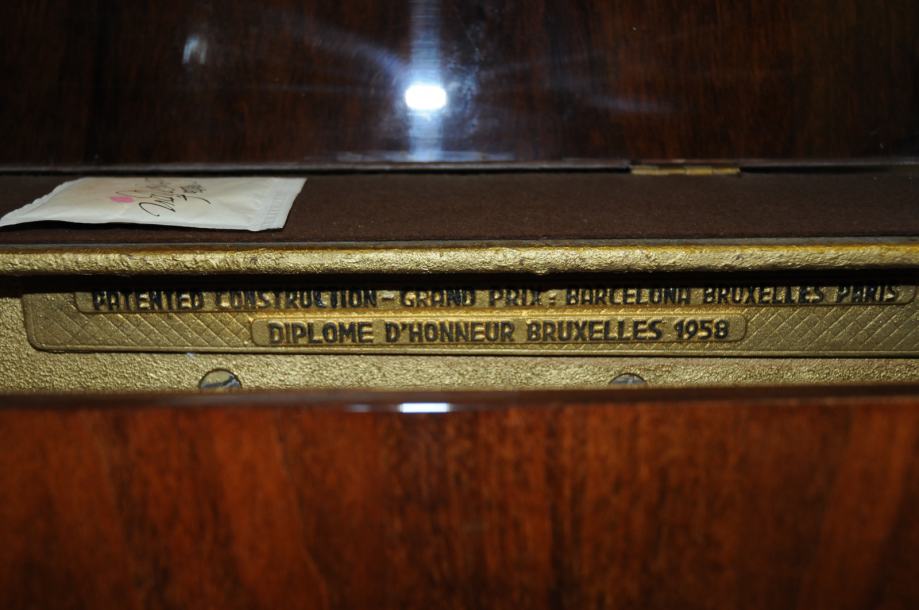 PATENTED CONSTRUCTION - GRAND PRIX: BARCELONA BRUXELLES PARIS
DIPLOME D'HONNEUR BRUXELLES 1958